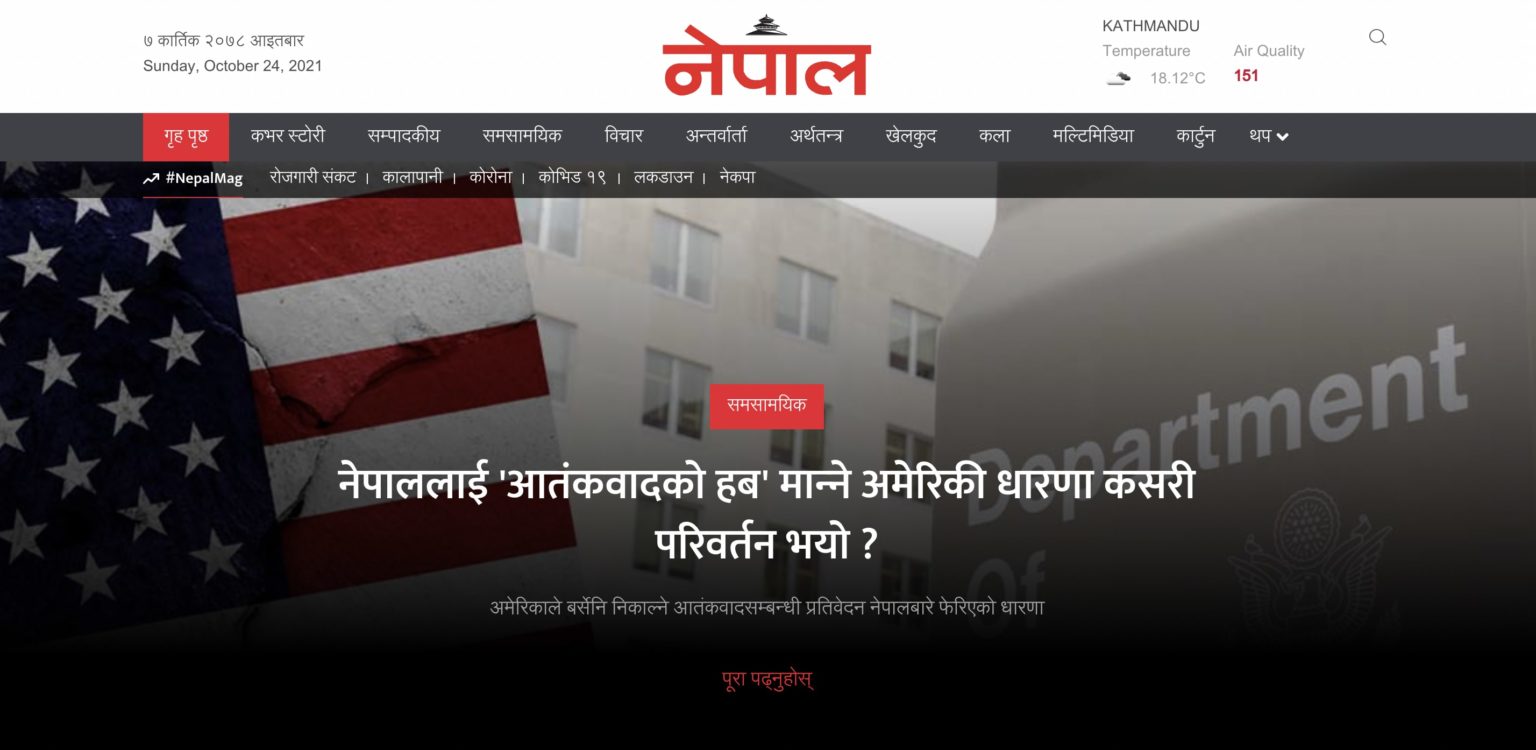 ७ कार्तिक २०७८ आइतबार
Sunday, October 24, 2021
नेपाल
KATHMANDU
Temperature Air Quality
18.12°C 151
गृह पृष्ठ कभर स्टोरी सम्पादकीय समसामयिक विचार अन्तर्वार्ता अर्थतन्त्र खेलकुद कला मल्टिमिडिया कार्टुन थप
#NepalMag रोजगारी संकट | कालापानी | कोरोना | कोभिड १९ | लकडाउन | नेकपा
Department
Of
समसामयिक
नेपाललाई 'आतंकवादको हब' मान्ने अमेरिकी धारणा कसरी
परिवर्तन भयो ?
अमेरिकाले बर्सेनि निकाल्ने आतंकवादसम्बन्धी प्रतिवेदन नेपालबारे फेरिएको धारणा
पूरा पढ्नुहोस्